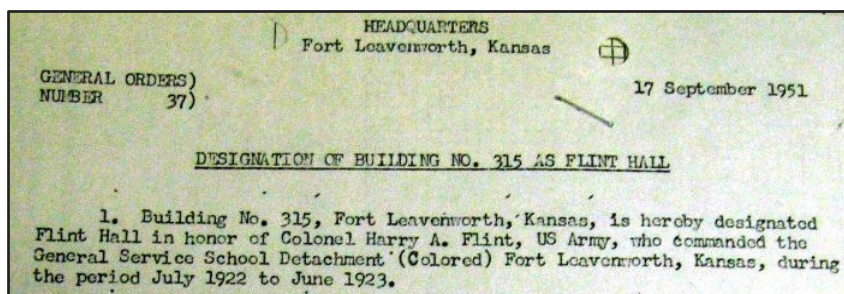 HEADQUARTERS
Fort Leavenworth, Kansas
GENERAL ORDERS)
NUMBER 37)
17 September 1951
DESIGNATION OF BUILDING NO. 315 AS FLINT HALL
1. Building No. 315, Fort Leavenworth, Kansas, is hereby designated
Flint Hall in honor of Colonel Harry A. Flint, US Army, who commanded the
General Service School Detachment (Colored) Fort Leavenworth, Kansas, during
the period July 1922 to June 1923.